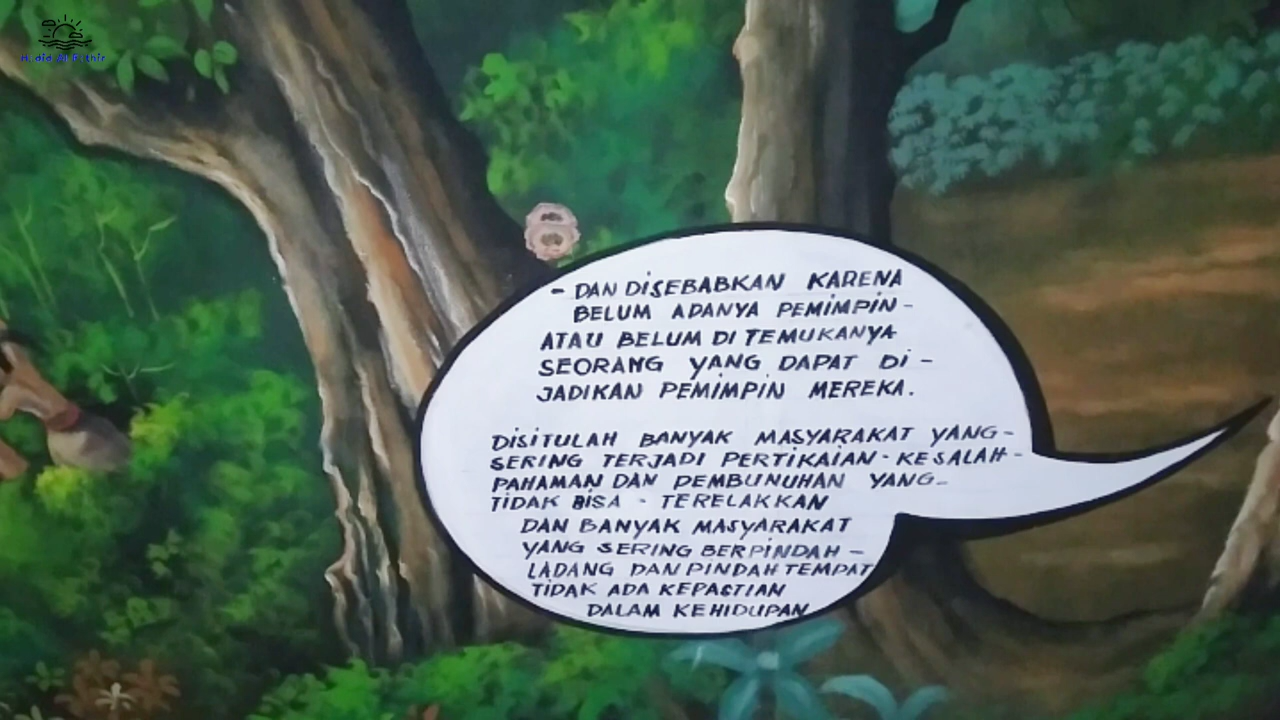 - DAN DISEBABKAN KARENA
BELUM ADANYA PEMIMPIN -
ATAU BELUM DI TEMUKANYA
SEORANG YANG DAPAT DI -
JADIKAN PEMIMPIN MEREKA.
DISITULAH BANYAK MASYARAKAT YANG -
SERING TERJADI PERTIKAIAN - KESALAH -
PAHAMAN DAN PEMBUNUHAN YANG -
TIDAK BISA - TERELAKKAN
DAN BANYAK MASYARAKAT
YANG SERING BERPINDAH -
LADANG DAN PINDAH TEMPAT
TIDAK ADA KEPASTIAN
DALAM KEHIDUPAN